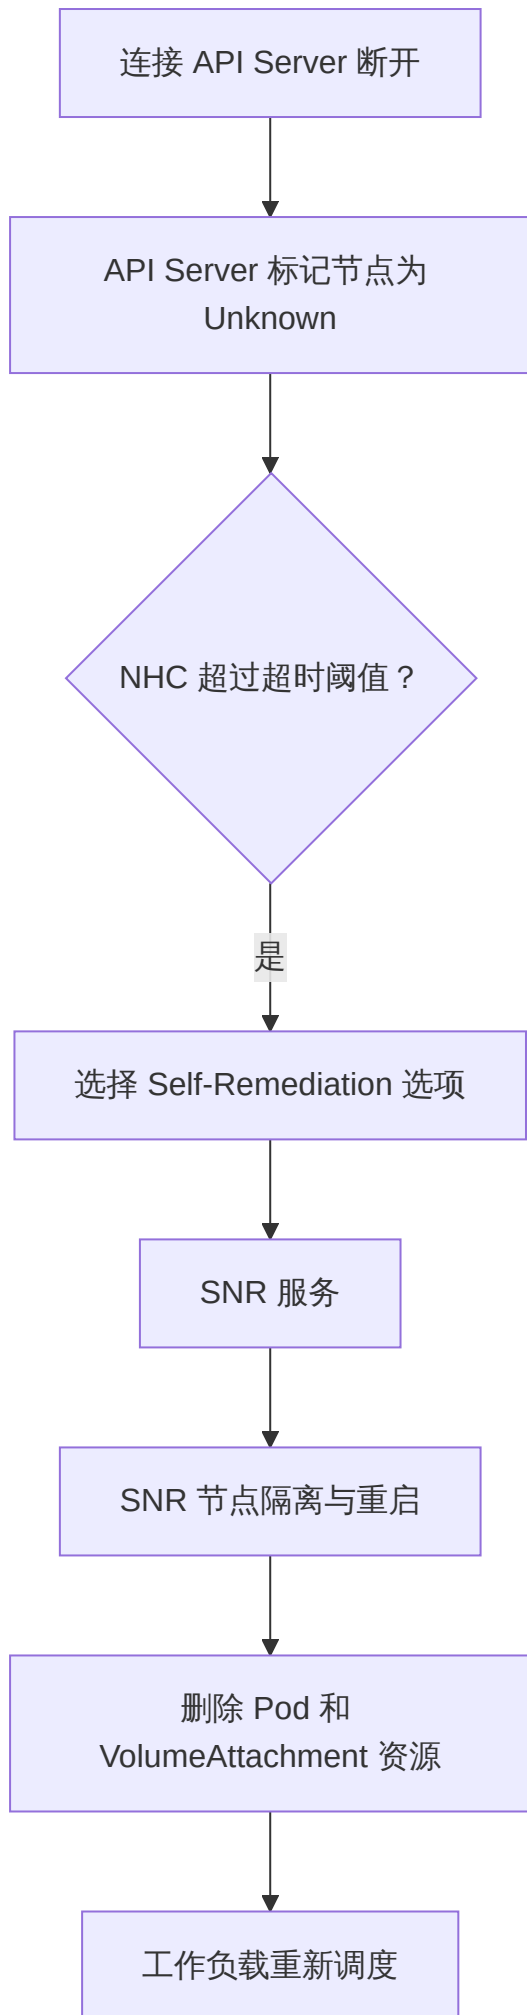 连接 API Server 断开
API Server 标记节点为
Unknown
NHC 超过超时阈值？
是
选择 Self-Remediation 选项
SNR 服务
SNR 节点隔离与重启
删除 Pod 和
VolumeAttachment 资源
工作负载重新调度